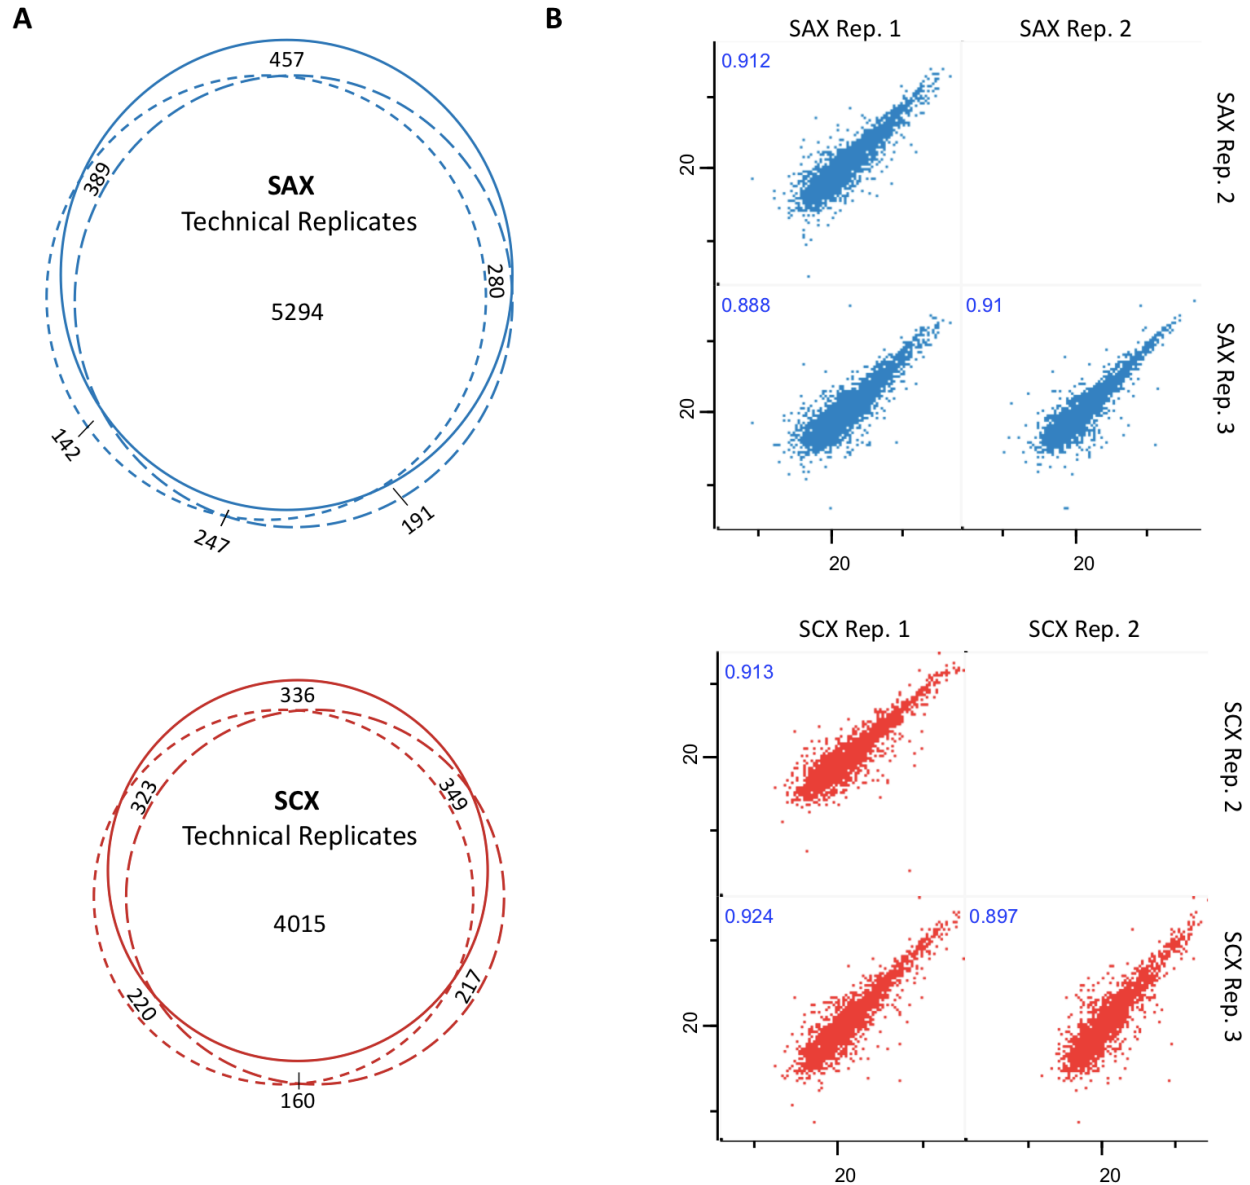 A
457
389
SAX
Technical Replicates
280
5294
142
247
191
336
323
349
SCX
Technical Replicates
4015
220
217
160
B
SAX Rep. 1
SAX Rep. 2
0.912
20
SAX Rep. 2
0.888
0.91
20
SAX Rep. 3
20
20
SCX Rep. 1
SCX Rep. 2
0.913
20
SCX Rep. 2
0.924
0.897
20
SCX Rep. 3
20
20